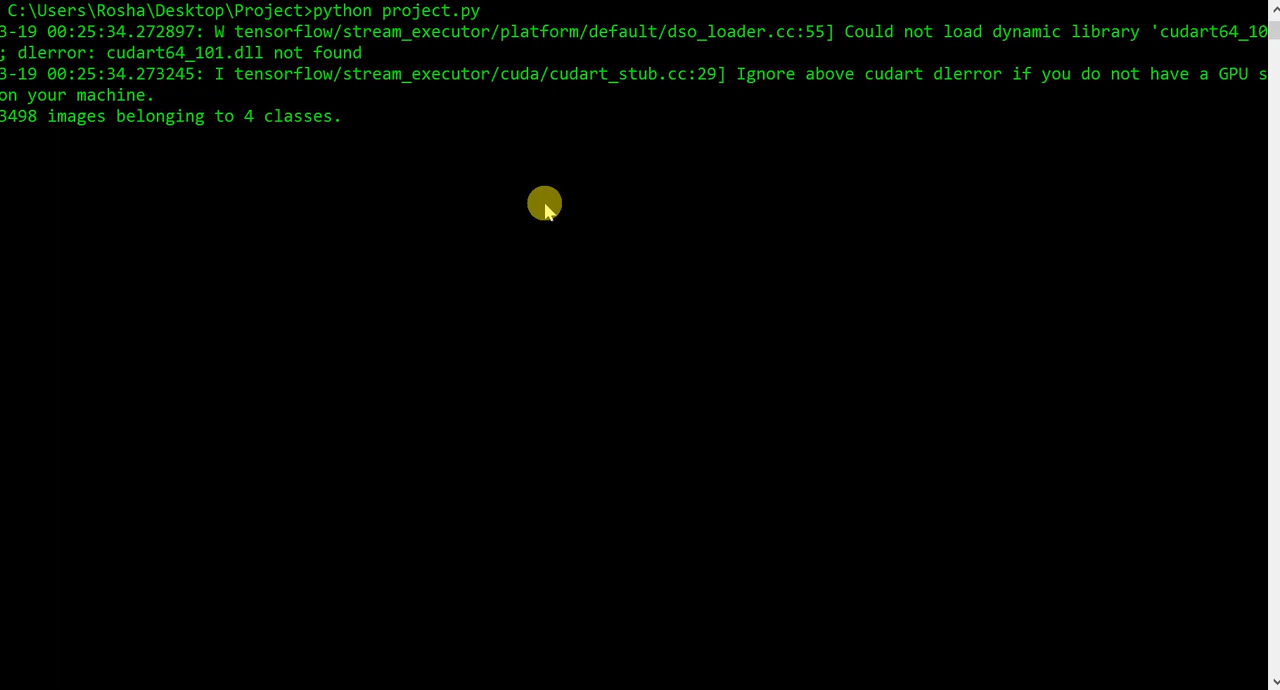 C:\Users\Rosha\Desktop\Project>python project.py
3-19 00:25:34.272897: W tensorflow/stream_executor/platform/default/dso_loader.cc:55] Could not load dynamic library 'cudart64_10
; dlerror: cudart64_101.dll not found
3-19 00:25:34.273245: I tensorflow/stream_executor/cuda/cudart_stub.cc:29] Ignore above cudart dlerror if you do not have a GPU s
on your machine.
3498 images belonging to 4 classes.